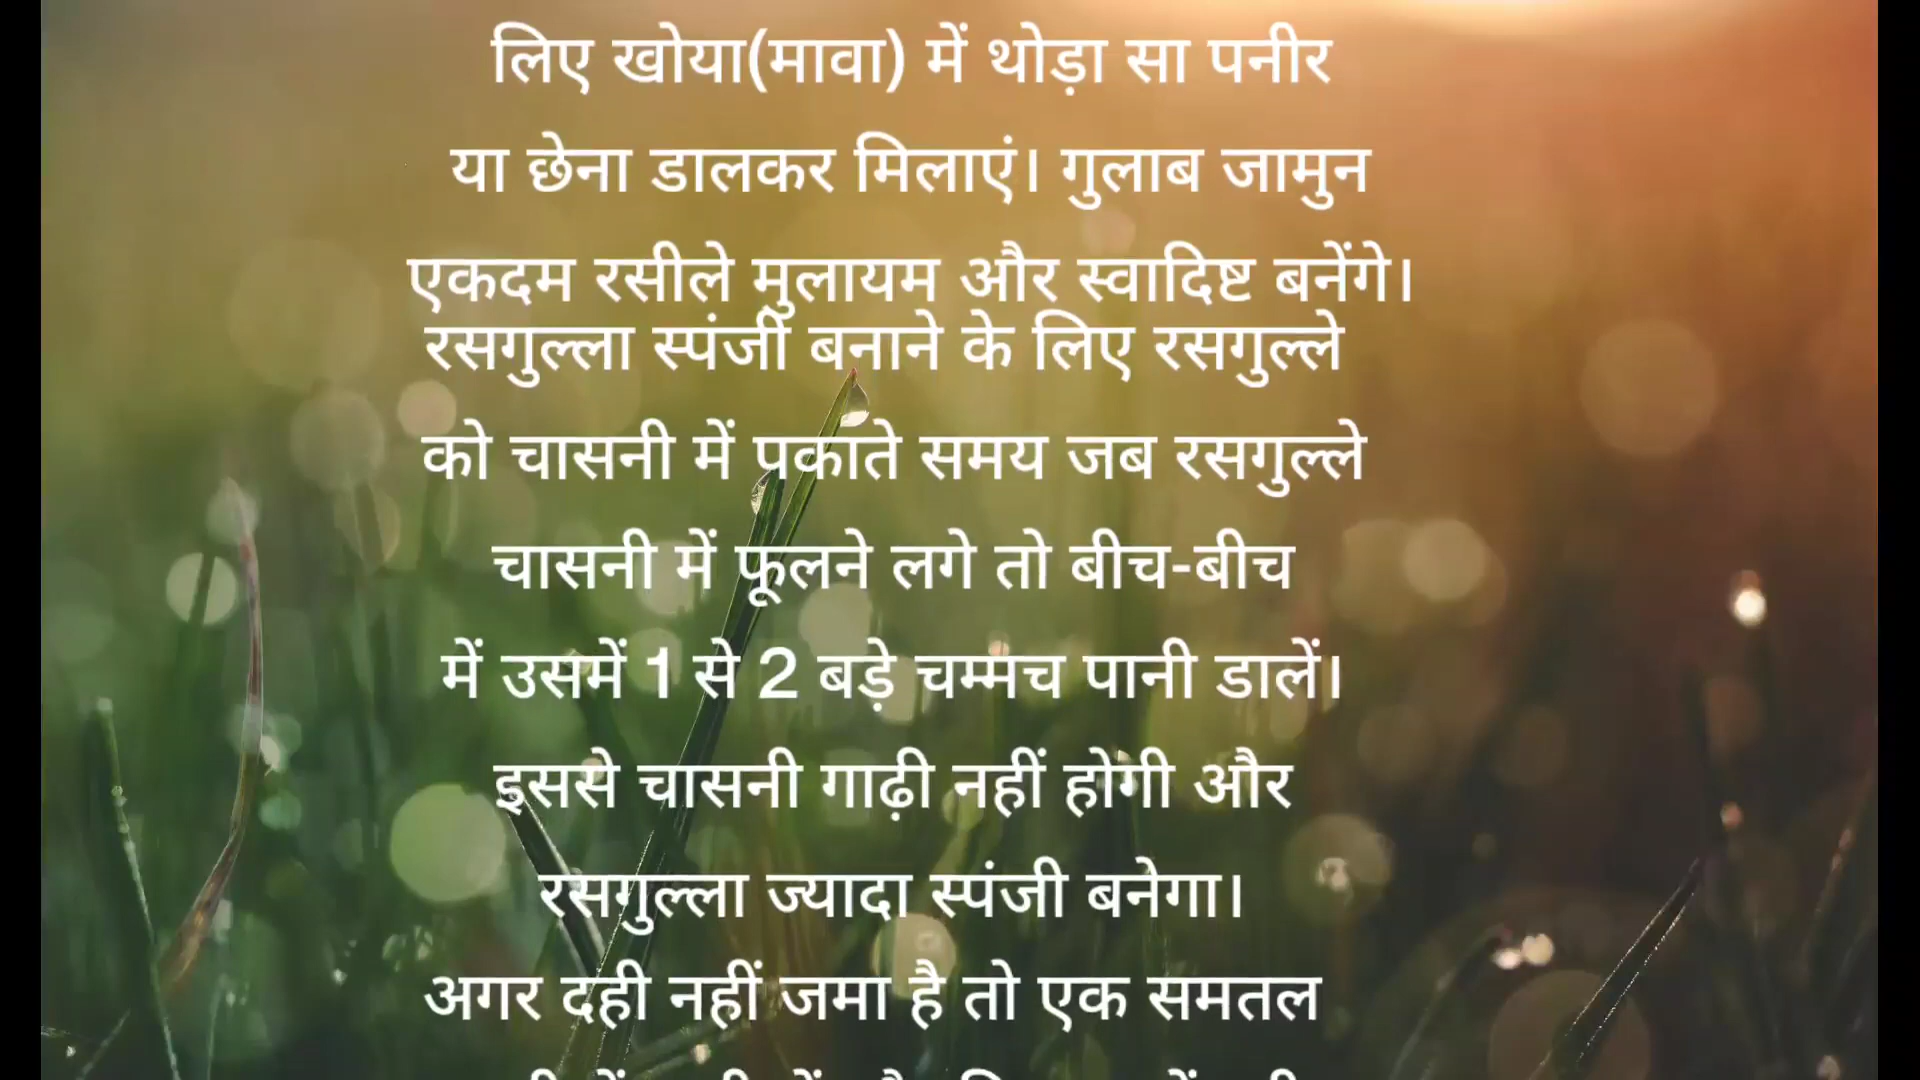 लिए खोया(मावा) में थोड़ा सा पनीर
या छेना डालकर मिलाएं। गुलाब जामुन
एकदम रसीले मुलायम और स्वादिष्ट बनेंगे।
रसगुल्ला स्पंजी बनाने के लिए रसगुल्ले
को चासनी में पकाते समय जब रसगुल्ले
चासनी में फूलने लगे तो बीच-बीच
में उसमें 1 से 2 बड़े चम्मच पानी डालें।
इससे चासनी गाढ़ी नहीं होगी और
रसगुल्ला ज्यादा स्पंजी बनेगा।
अगर दही नहीं जमा है तो एक समतल